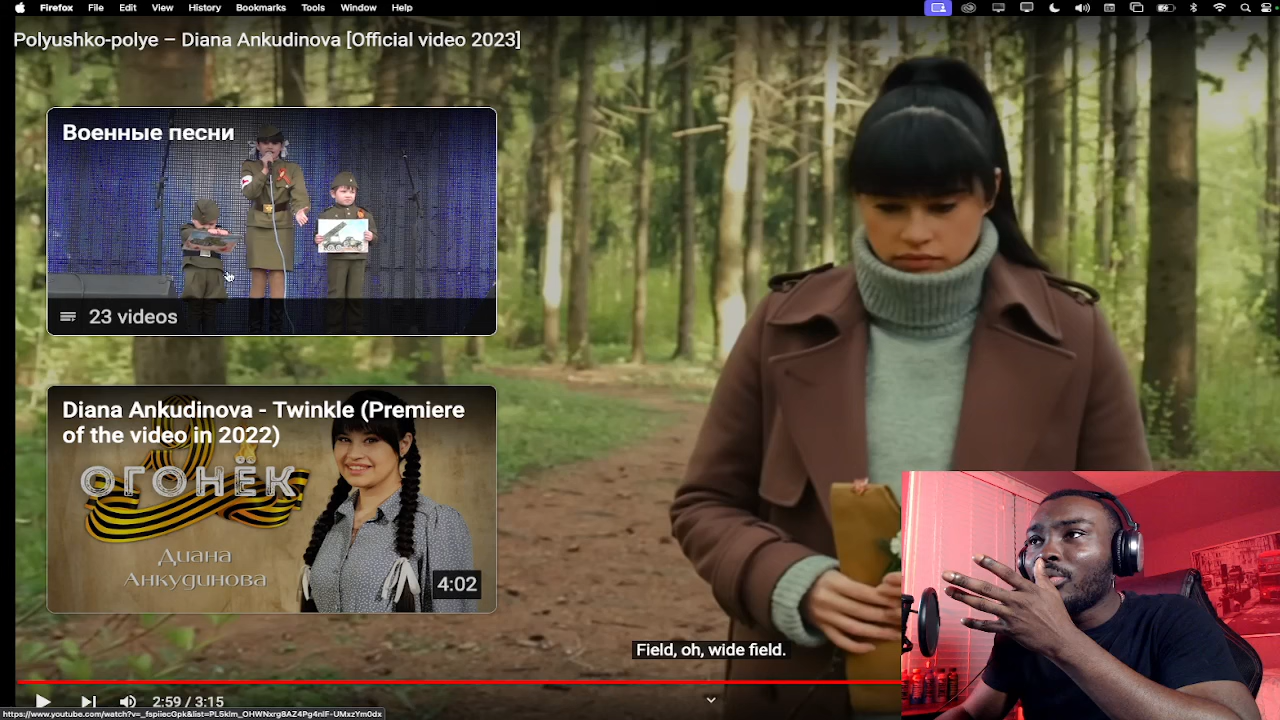 Firefox File Edit View History Bookmarks Tools Window Help
Polyushko-polye – Diana Ankudinova [Official video 2023]
Военные песни
23 videos
Diana Ankudinova - Twinkle (Premiere
of the video in 2022)
ОГОНЁК
Диана
Анкудинова
4:02
Field, oh, wide field.
2:59 / 3:15